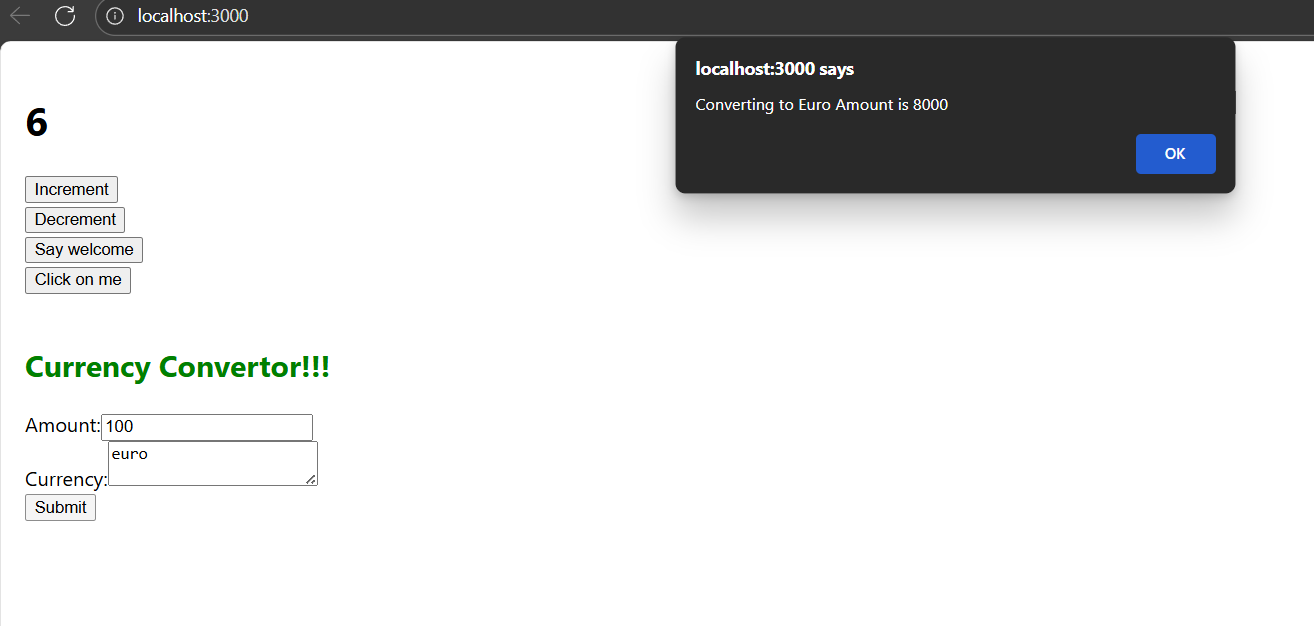 localhost:3000
localhost:3000 says
Converting to Euro Amount is 8000
OK
6
Increment
Decrement
Say welcome
Click on me
Currency Convertor!!!
Amount:100
euro
Currency:
Submit